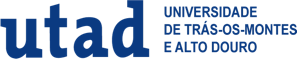 utad
UNIVERSIDADE
DE TRÁS-OS-MONTES
E ALTO DOURO